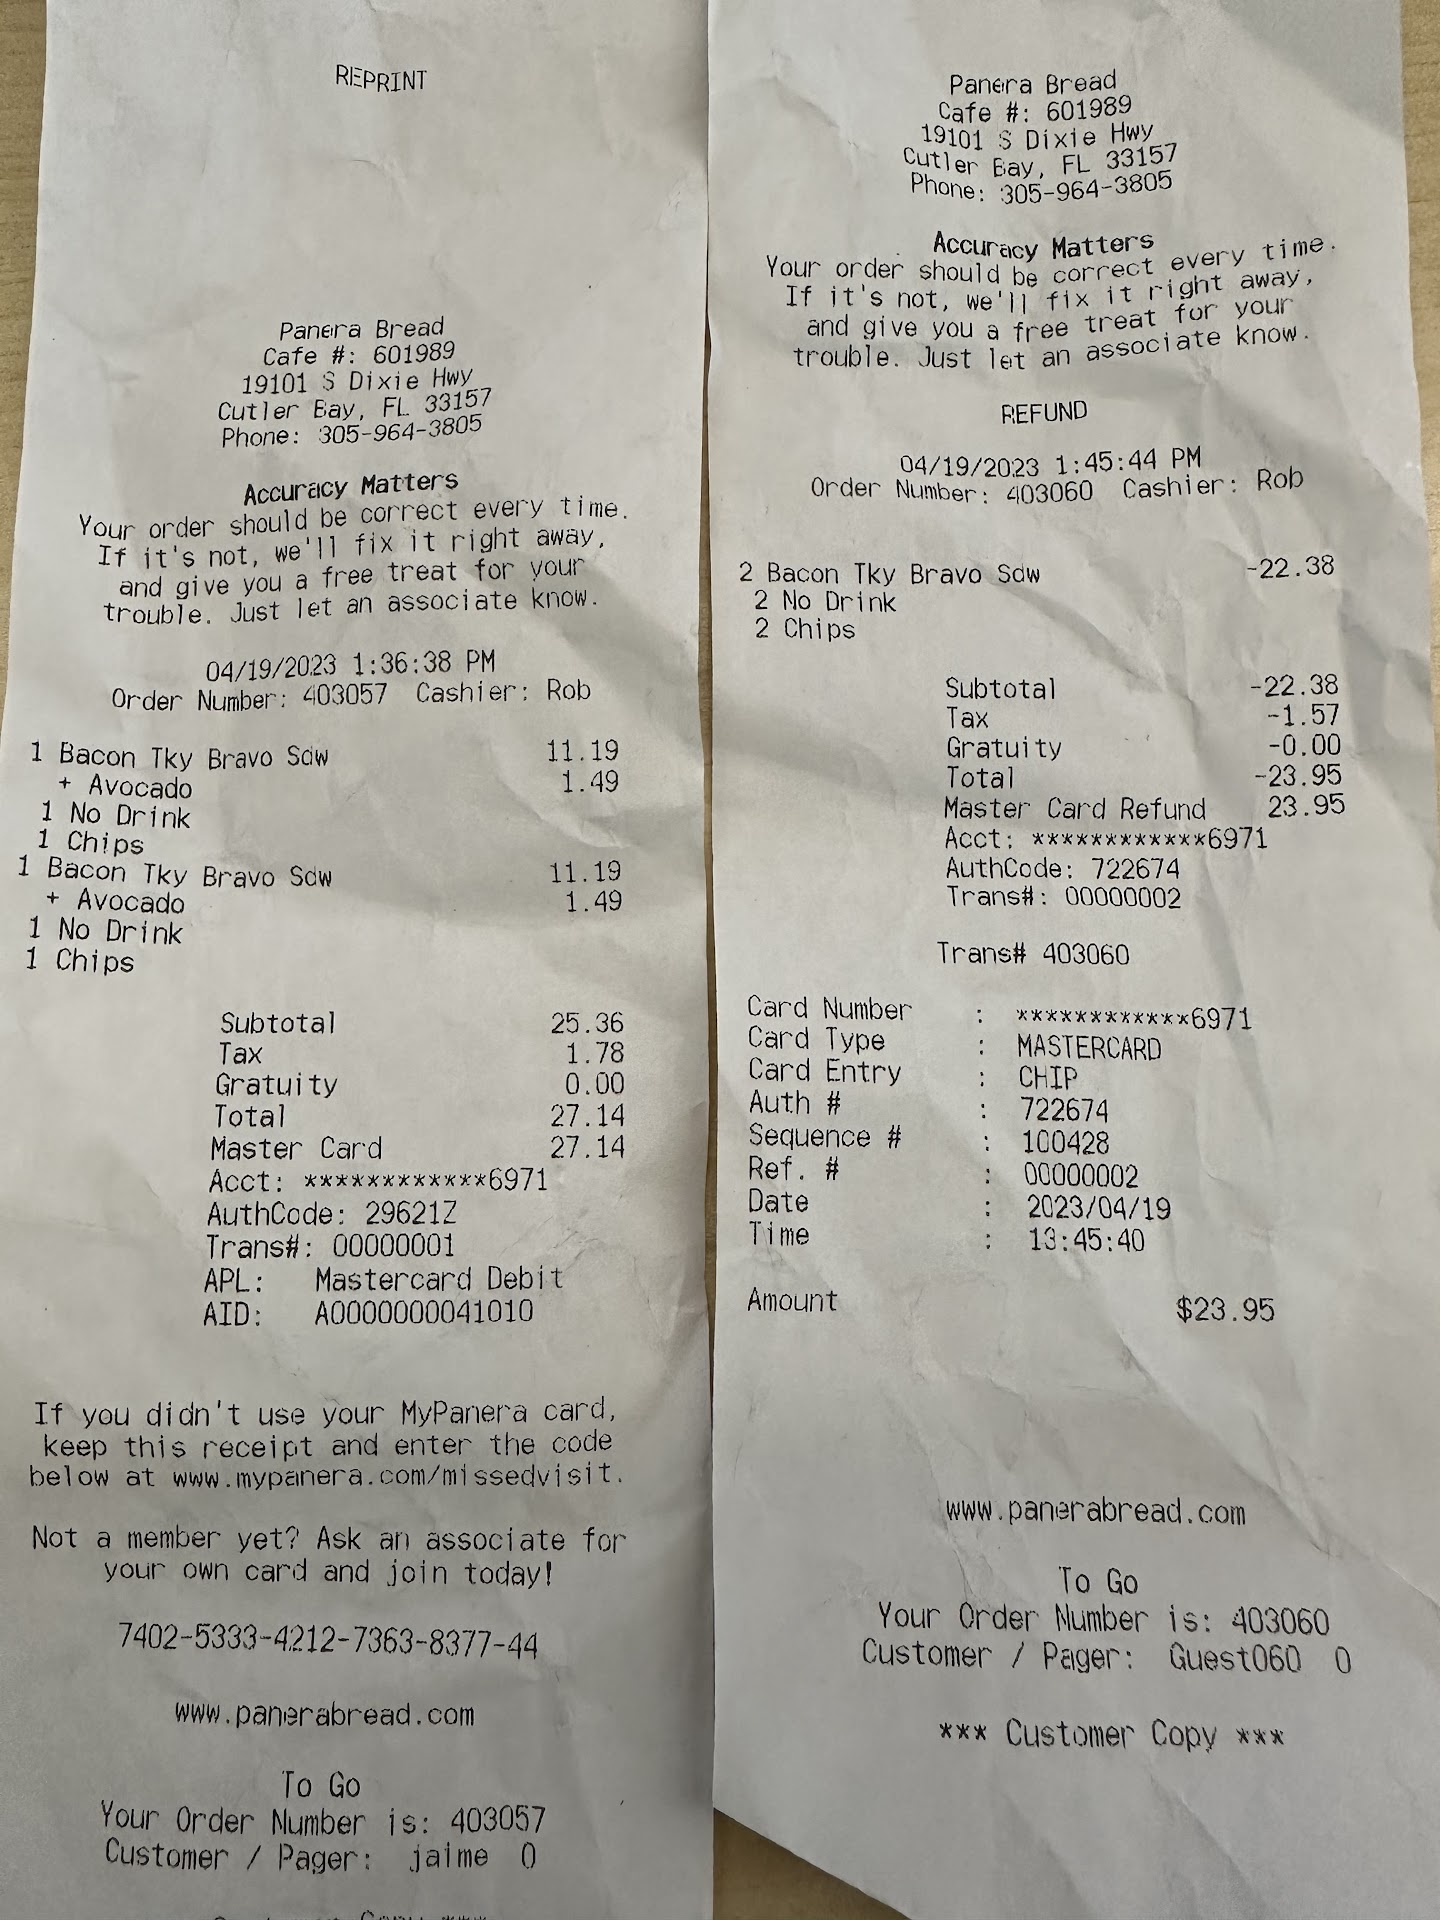 REPRINT
Panera Bread
Cafe #: 601989
19101 S Dixie Hwy
Cutler Bay, FL 33157
Phone: 305-964-3805
Accuracy Matters
Your order should be correct every time.
If it's not, we'll fix it right away,
and give you a free treat for your
trouble. Just let an associate know.
04/19/2023 1:36:38 PM
Order Number: 403057 Cashier: Rob
1 Bacon Tky Bravo Sdw 11.19
+ Avocado 1.49
1 No Drink
1 Chips
1 Bacon Tky Bravo Sdw 11.19
+ Avocado 1.49
1 No Drink
1 Chips
Subtotal 25.36
Tax 1.78
Gratuity 0.00
Total 27.14
Master Card 27.14
Acct: ************6971
AuthCode: 29621Z
Trans#: 00000001
APL: Mastercard Debit
AID: A0000000041010
If you didn't use your MyPanera card,
keep this receipt and enter the code
below at www.mypanera.com/missedvisit.
Not a member yet? Ask an associate for
your own card and join today!
7402-5333-4212-7363-8377-44
www.panerabread.com
To Go
Your Order Number is: 403057
Customer / Pager: jaime 0
Copy ***
Panera Bread
Cafe #: 601989
19101 S Dixie Hwy
Cutler Bay, FL 33157
Phone: 305-964-3805
Accuracy Matters
Your order should be correct every time.
If it's not, we'll fix it right away,
and give you a free treat for your
trouble. Just let an associate know.
REFUND
04/19/2023 1:45:44 PM
Order Number: 403060 Cashier: Rob
2 Bacon Tky Bravo Sdw -22.38
2 No Drink
2 Chips
Subtotal -22.38
Tax -1.57
Gratuity -0.00
Total -23.95
Master Card Refund 23.95
Acct: ************6971
AuthCode: 722674
Trans#: 00000002
Trans# 403060
Card Number : ************6971
Card Type : MASTERCARD
Card Entry : CHIP
Auth # : 722674
Sequence # : 100428
Ref. # : 00000002
Date : 2023/04/19
Time : 13:45:40
Amount $23.95
www.panerabread.com
To Go
Your Order Number is: 403060
Customer / Pager: Guest060 0
*** Customer Copy ***